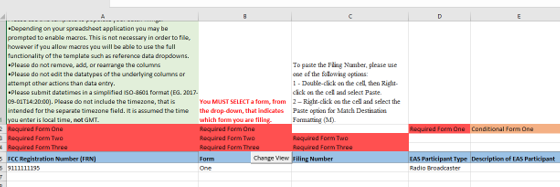 A B C D E
•Depending on your spreadsheet application you may be
prompted to enable macros. This is not necessary in order to file,
however if you allow macros you will be able to use the full
functionality of the template such as reference data dropdowns.
•Please do not remove, add, or rearrange the columns
•Please do not edit the datatypes of the underlying columns or
attempt other actions than data entry.
•Please submit datetimes in a simplified ISO-8601 format (EG. 2017-
09-01T14:20:00). Please do not include the timezone, that is
intended for the separate timezone field. It is assumed the time
you enter is local time, not GMT.
You MUST SELECT a form, from
the drop-down, that indicates
which form you are filing.
To paste the Filing Number, please use
one of the following options:
1 - Double-click on the cell, then Right-
click on the cell and select Paste.
2 – Right-click on the cell and select the
Paste option for Match Destination
Formatting (M).
Required Form One Required Form One Required Form One Conditional Form One
Required Form Two Required Form Two Required Form Two
Required Form Three Required Form Three Required Form Three
FCC Registration Number (FRN) Form Change View Filing Number EAS Participant Type Description of EAS Participant
9111111195 One Radio Broadcaster